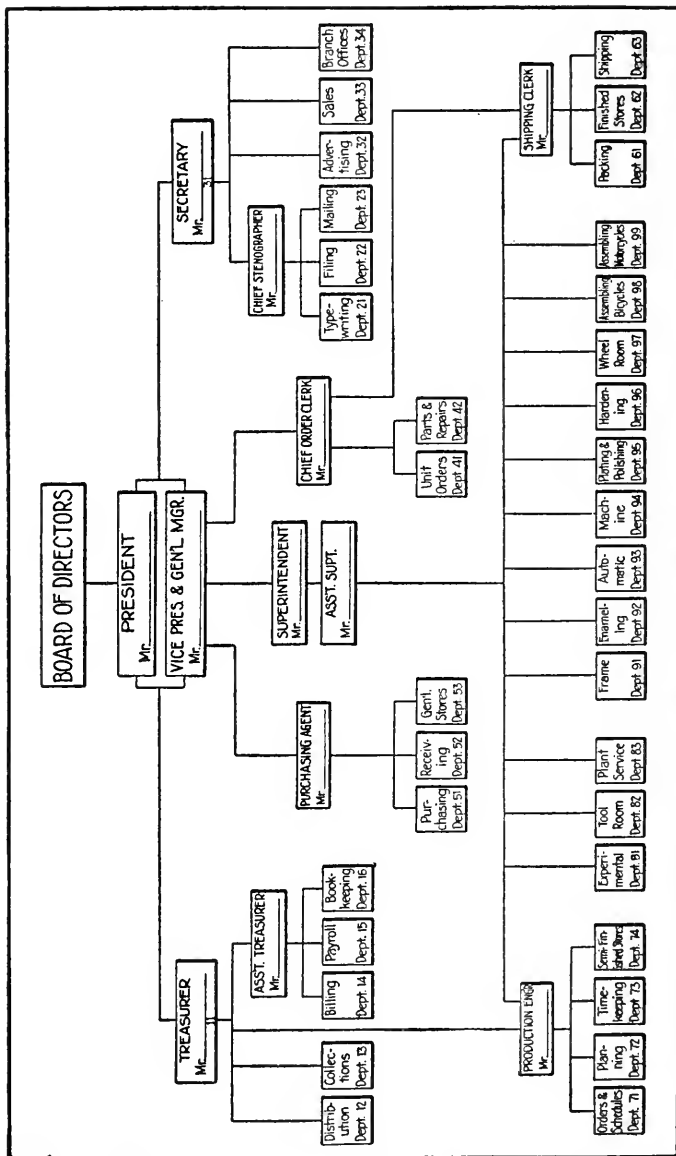 BOARD OF DIRECTORS
PRESIDENT
Mr.
VICE PRES. & GEN'L. MGR.
Mr.
TREASURER
Mr.
11
SECRETARY
Mr.
31
Distrib-
ution
Dept. 12
Collec-
tions
Dept. 13
ASST. TREASURER
Mr.
Billing
Dept. 14
Payroll
Dept. 15
Book-
keeping
Dept. 16
PURCHASING AGENT
Mr.
Pur-
chasing
Dept. 51
Receiv-
ing
Dept. 52
Gen'l.
Stores
Dept. 53
SUPERINTENDENT
Mr.
ASST. SUPT.
Mr.
CHIEF ORDER CLERK
Mr.
Unit
Orders
Dept 41
Parts &
Repairs
Dept. 42
CHIEF STENOGRAPHER
Mr.
Type-
writing
Dept. 21
Filing
Dept. 22
Mailing
Dept. 23
Adver-
tising
Dept. 32
Sales
Dept. 33
Branch
Offices
Dept. 34
PRODUCTION ENGR.
Mr.
Orders &
Schedules
Dept. 71
Plan-
ning
Dept. 72
Time-
keeping
Dept. 73
Semi-Fin-
ished Stores
Dept. 74
Experi-
mental
Dept. 81
Tool
Room
Dept. 82
Plant
Service
Dept 83
Frame
Dept 91
Enamel-
ing
Dept 92
Auto-
matic
Dept 93
Mach-
ine
Dept 94
Plating &
Polishing
Dept. 95
Harden-
ing
Dept. 96
Wheel
Room
Dept. 97
Assembling
Bicycles
Dept 98
Assembling
Motorcycles
Dept. 99
SHIPPING CLERK
Mr.
Packing
Dept 61
Finished
Stores
Dept. 62
Shipping
Dept. 63